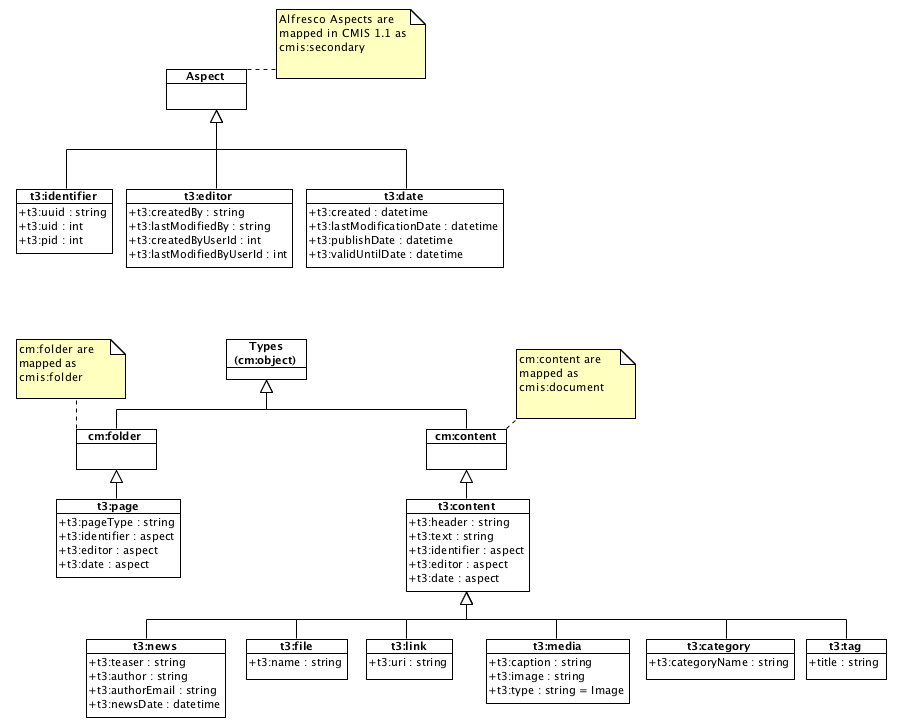 Alfresco Aspects are
mapped in CMIS 1.1 as
cmis:secondary
Aspect
t3:identifier
+t3:uuid : string
+t3:uid : int
+t3:pid : int
t3:editor
+t3:createdBy : string
+t3:lastModifiedBy : string
+t3:createdByUserId : int
+t3:lastModifiedByUserId : int
t3:date
+t3:created : datetime
+t3:lastModificationDate : datetime
+t3:publishDate : datetime
+t3:validUntilDate : datetime
cm:folder are
mapped as
cmis:folder
Types
(cm:object)
cm:content are
mapped as
cmis:document
cm:folder
cm:content
t3:page
+t3:pageType : string
+t3:identifier : aspect
+t3:editor : aspect
+t3:date : aspect
t3:content
+t3:header : string
+t3:text : string
+t3:identifier : aspect
+t3:editor : aspect
+t3:date : aspect
t3:news
+t3:teaser : string
+t3:author : string
+t3:authorEmail : string
+t3:newsDate : datetime
t3:file
+t3:name : string
t3:link
+t3:uri : string
t3:media
+t3:caption : string
+t3:image : string
+t3:type : string = Image
t3:category
+t3:categoryName : string
t3:tag
+title : string